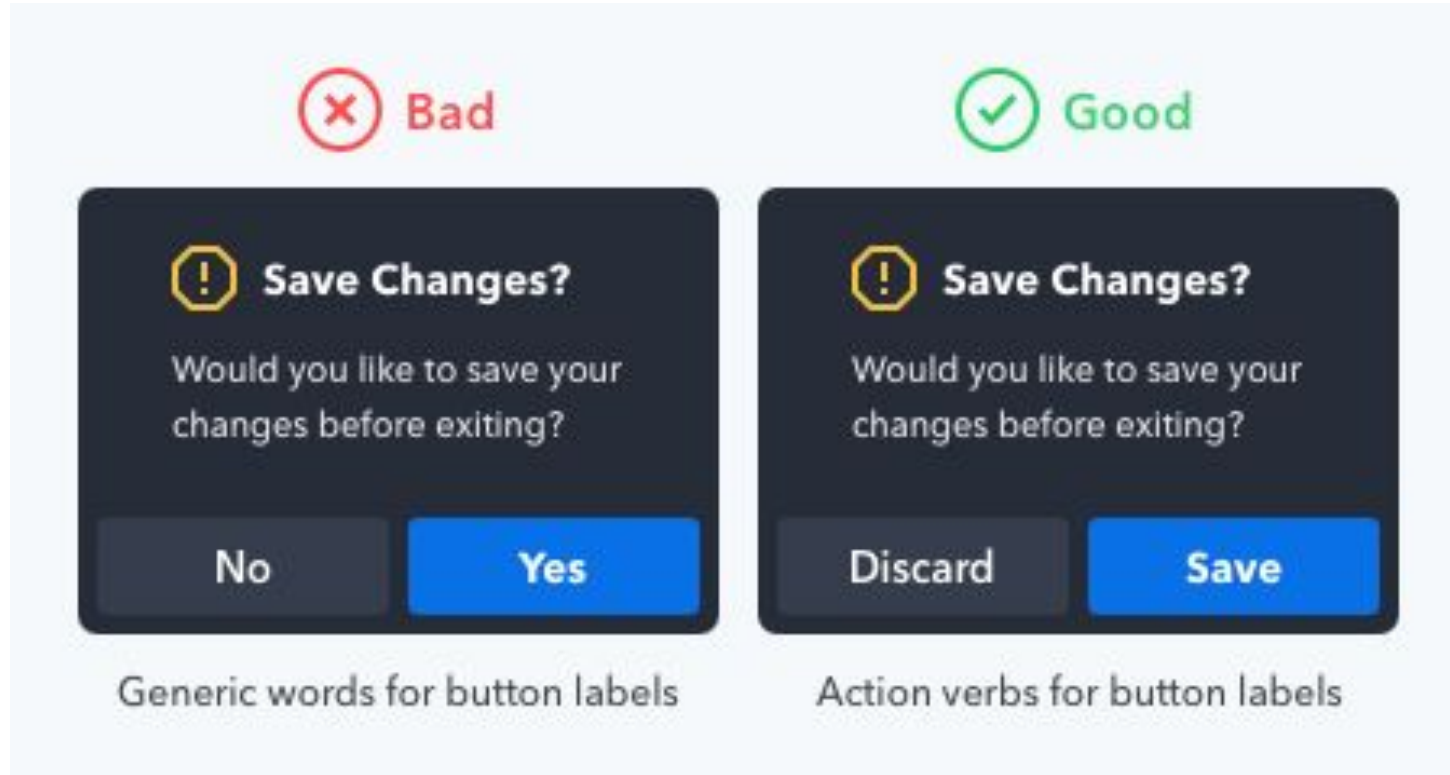 Bad
Save Changes?
Would you like to save your
changes before exiting?
No
Yes
Generic words for button labels
Good
Save Changes?
Would you like to save your
changes before exiting?
Discard
Save
Action verbs for button labels